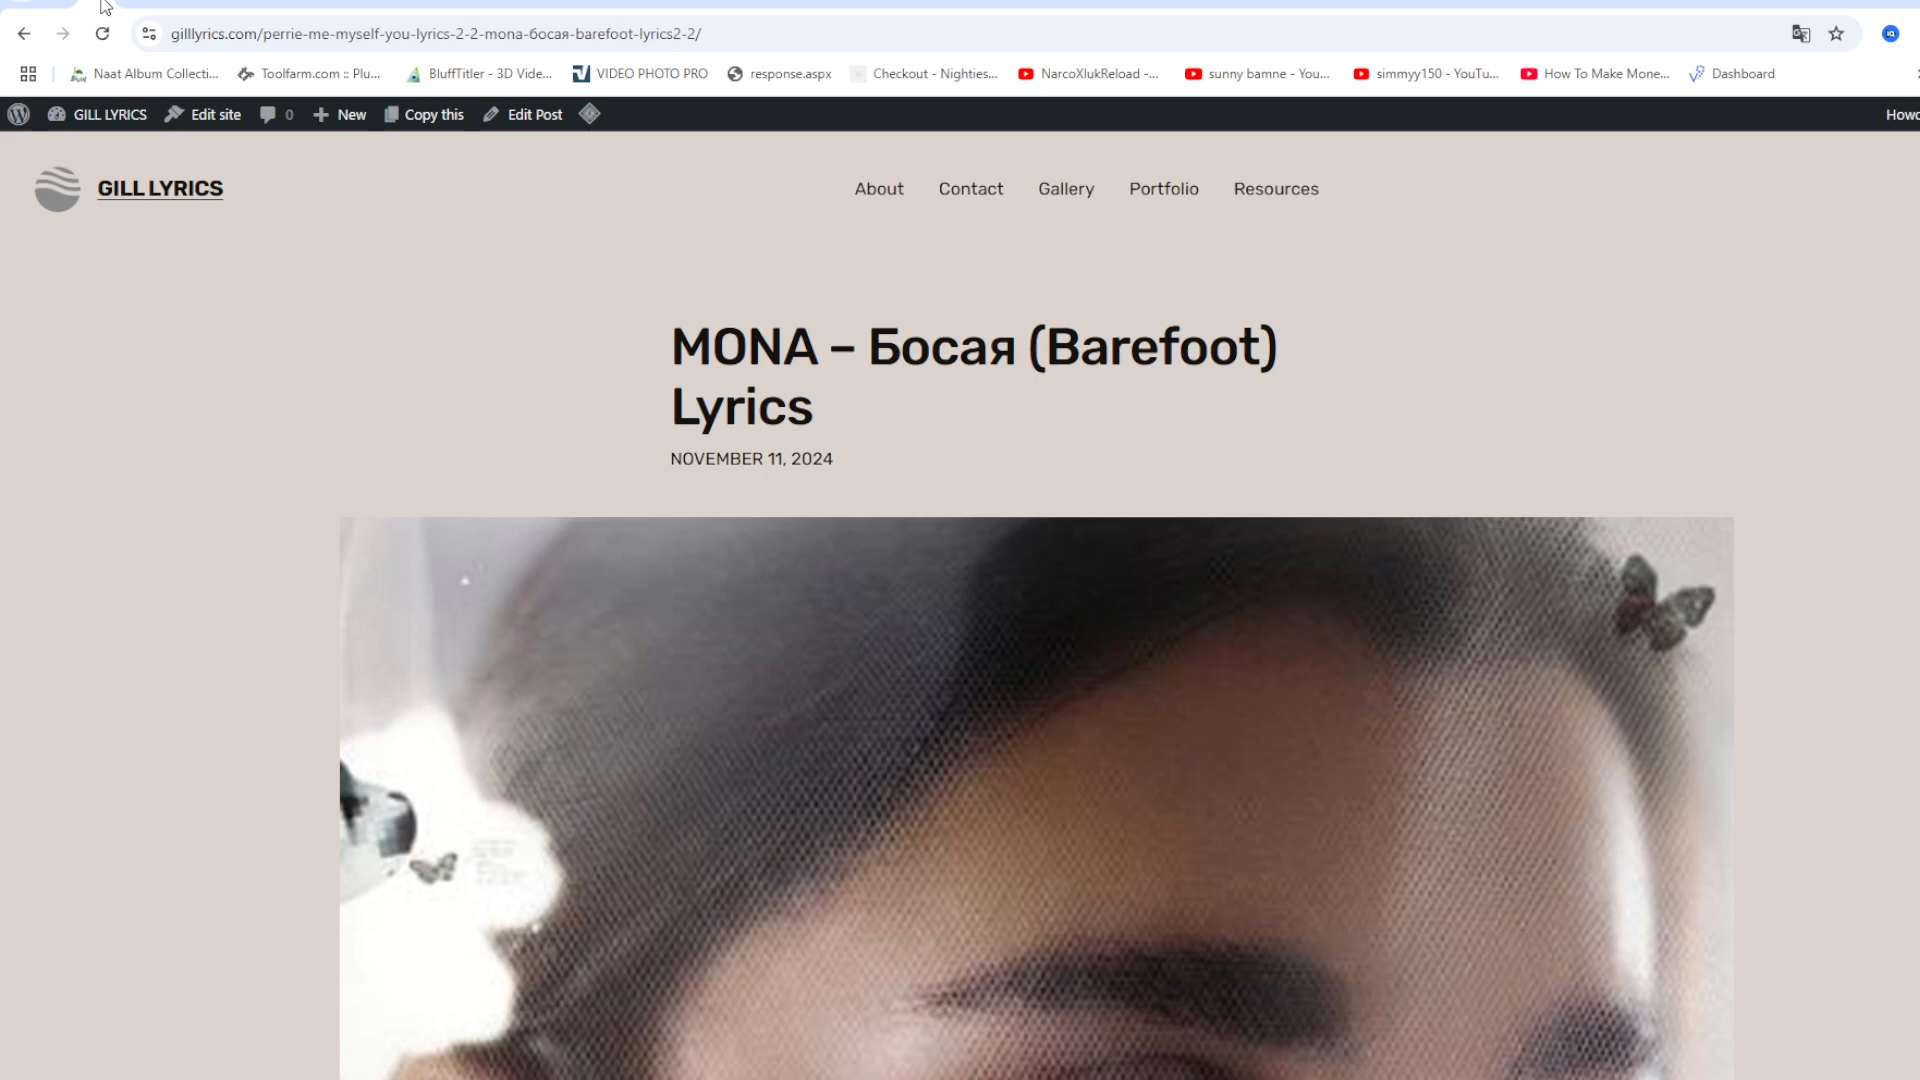 gilllyrics.com/perrie-me-myself-you-lyrics-2-2-mona-босая-barefoot-lyrics2-2/
Naat Album Collecti... Toolfarm.com :: Plu... BluffTitler - 3D Vide... VIDEO PHOTO PRO response.aspx Checkout - Nighties... NarcoXlukReload -... sunny bamne - You... simmyy150 - YouTu... How To Make Mone... Dashboard
GILL LYRICS Edit site 0 New Copy this Edit Post Howd
GILL LYRICS About Contact Gallery Portfolio Resources
MONA – Босая (Barefoot)
Lyrics
NOVEMBER 11, 2024